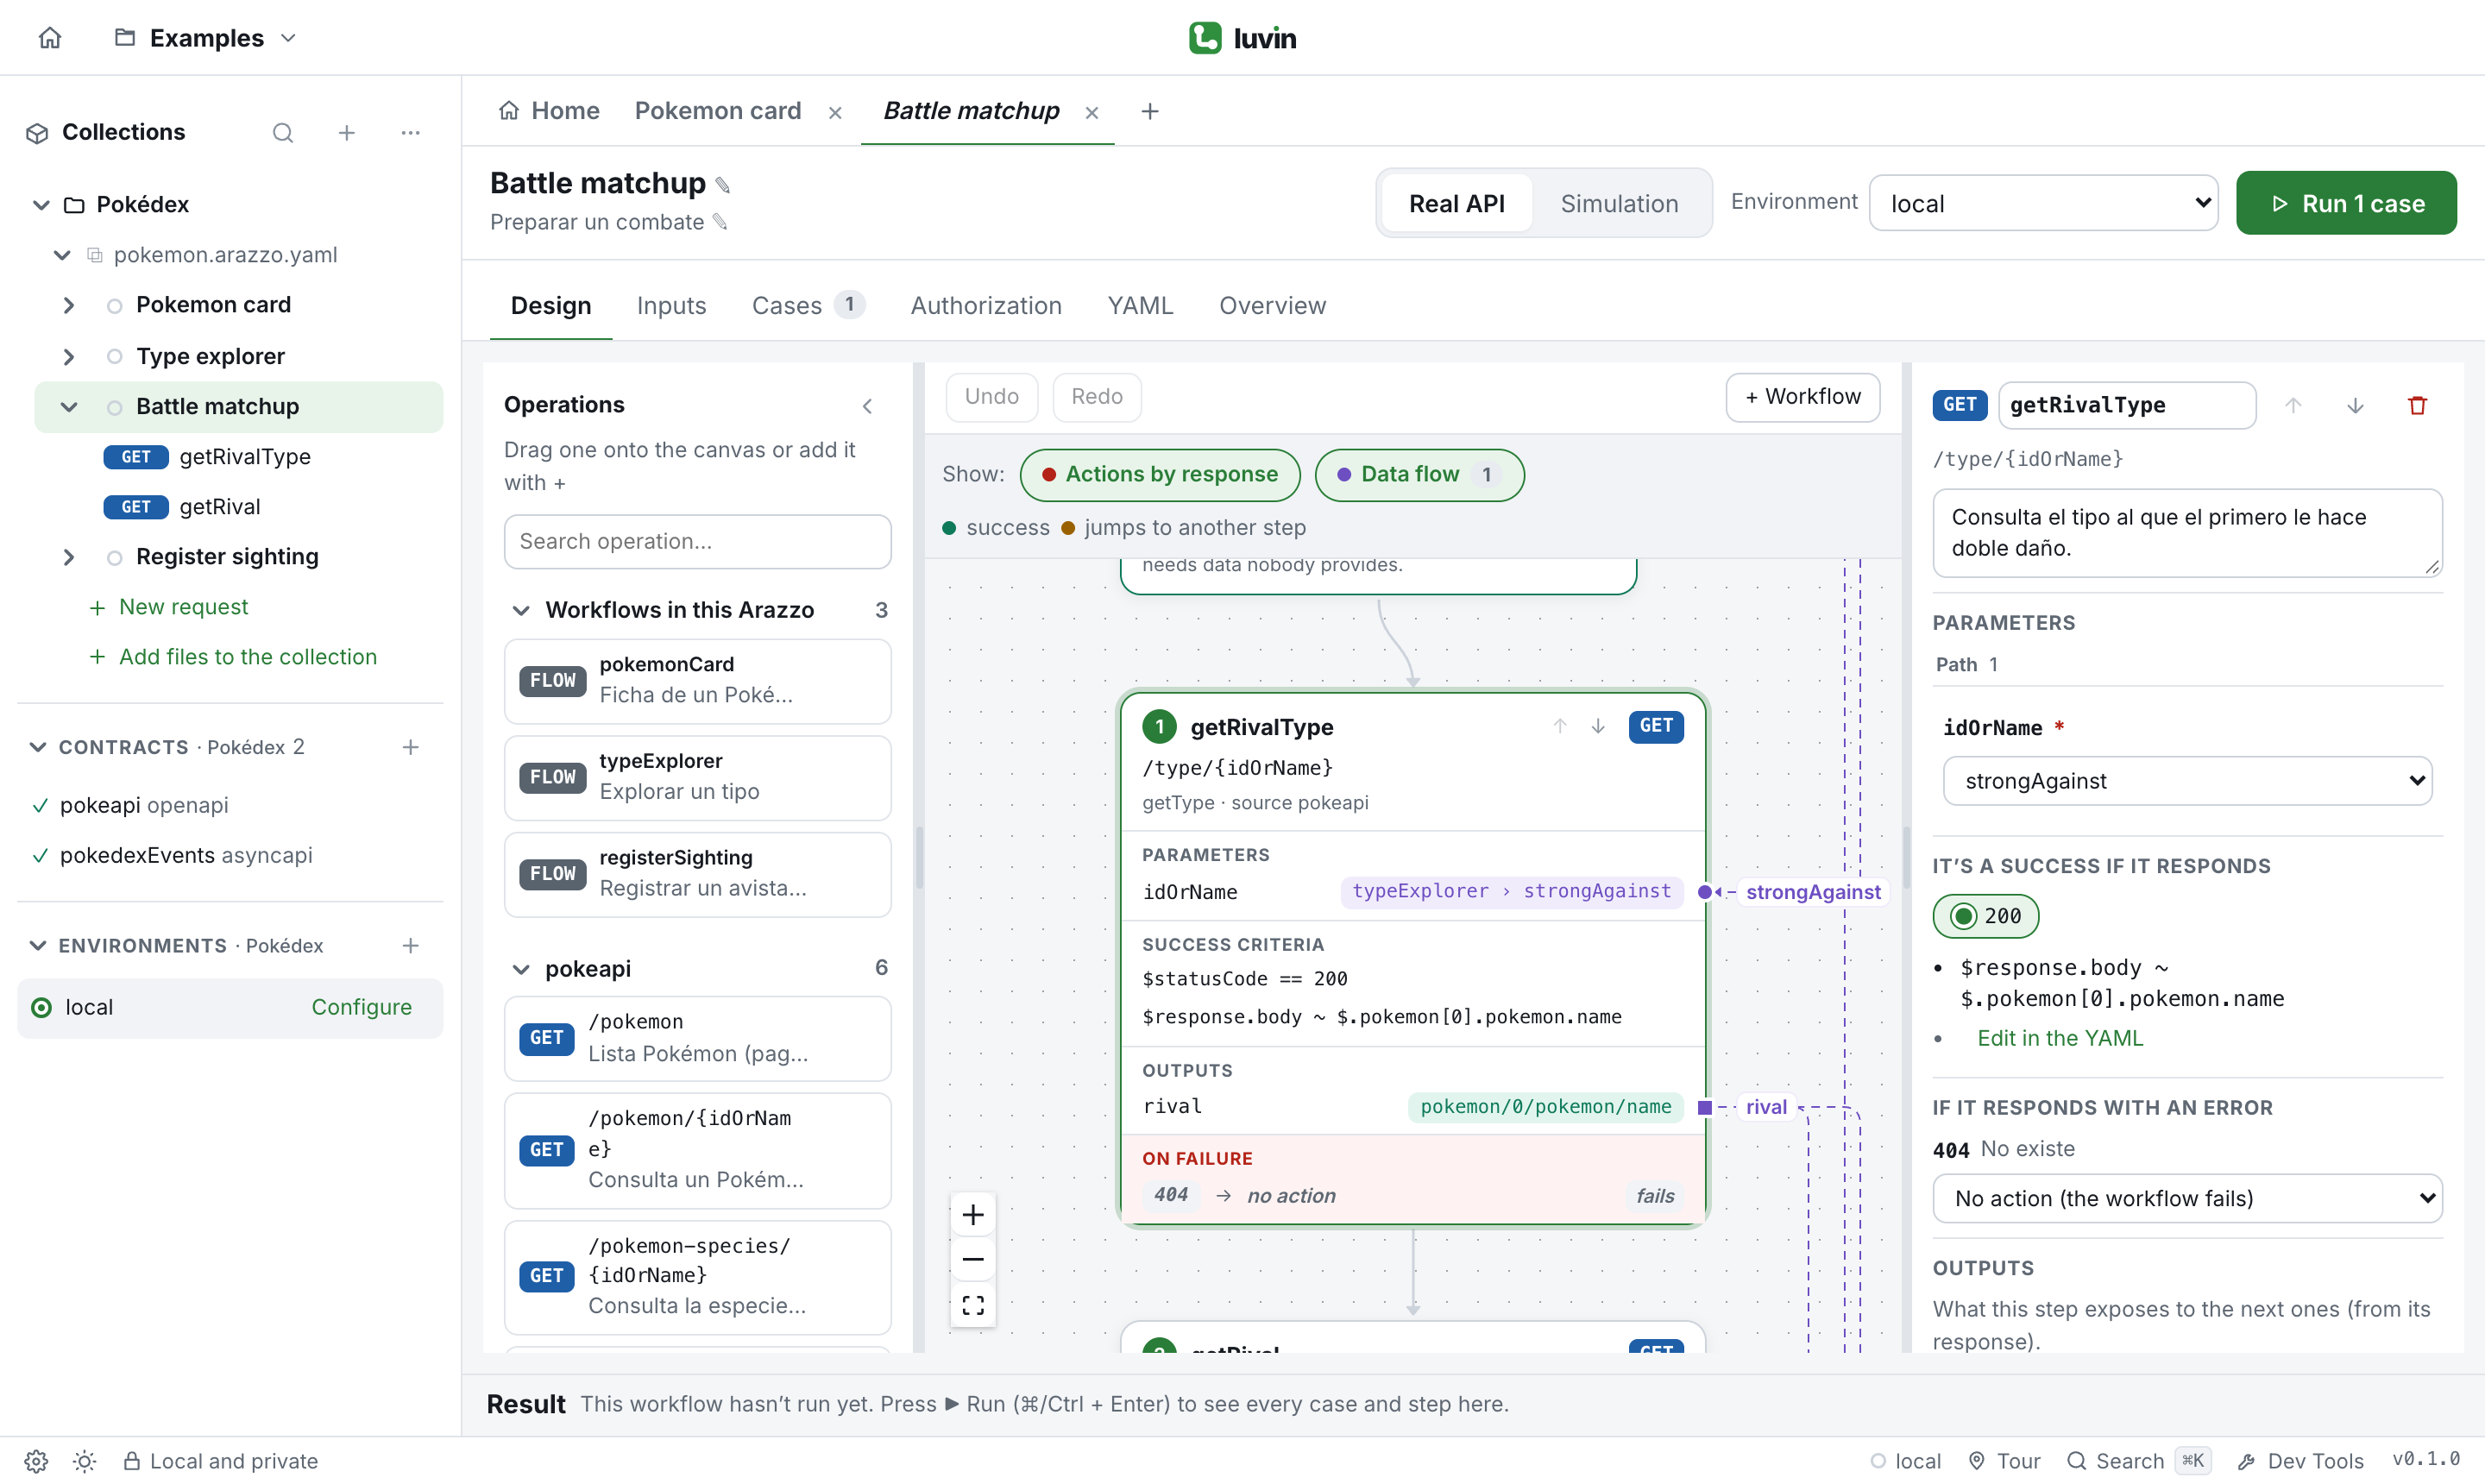 Examples
luvin
Collections
Pokédex
pokemon.arazzo.yaml
Pokemon card
Type explorer
Battle matchup
GET getRivalType
GET getRival
Register sighting
+ New request
+ Add files to the collection
CONTRACTS · Pokédex 2
pokeapi openapi
pokedexEvents asyncapi
ENVIRONMENTS · Pokédex
local Configure
Home Pokemon card Battle matchup
Battle matchup
Preparar un combate
Real API Simulation Environment local Run 1 case
Design Inputs Cases 1 Authorization YAML Overview
Operations
Drag one onto the canvas or add it
with +
Search operation...
Workflows in this Arazzo 3
FLOW pokemonCard
Ficha de un Poké...
FLOW typeExplorer
Explorar un tipo
FLOW registerSighting
Registrar un avista...
pokeapi 6
GET /pokemon
Lista Pokémon (pag...
GET /pokemon/{idOrNam
e}
Consulta un Pokém...
GET /pokemon-species/
{idOrName}
Consulta la especie...
Undo Redo + Workflow
Show: Actions by response Data flow 1
success jumps to another step
needs data nobody provides.
1 getRivalType GET
/type/{idOrName}
getType · source pokeapi
PARAMETERS
idOrName typeExplorer › strongAgainst
strongAgainst
SUCCESS CRITERIA
$statusCode == 200
$response.body ~ $.pokemon[0].pokemon.name
OUTPUTS
rival pokemon/0/pokemon/name
rival
ON FAILURE
404 → no action fails
2 getRival GET
GET getRivalType
/type/{idOrName}
Consulta el tipo al que el primero le hace
doble daño.
PARAMETERS
Path 1
idOrName *
strongAgainst
IT’S A SUCCESS IF IT RESPONDS
200
• $response.body ~
$.pokemon[0].pokemon.name
• Edit in the YAML
IF IT RESPONDS WITH AN ERROR
404 No existe
No action (the workflow fails)
OUTPUTS
What this step exposes to the next ones (from its
response).
Result This workflow hasn’t run yet. Press ▶ Run (⌘/Ctrl + Enter) to see every case and step here.
Local and private
local Tour Search ⌘K Dev Tools v0.1.0